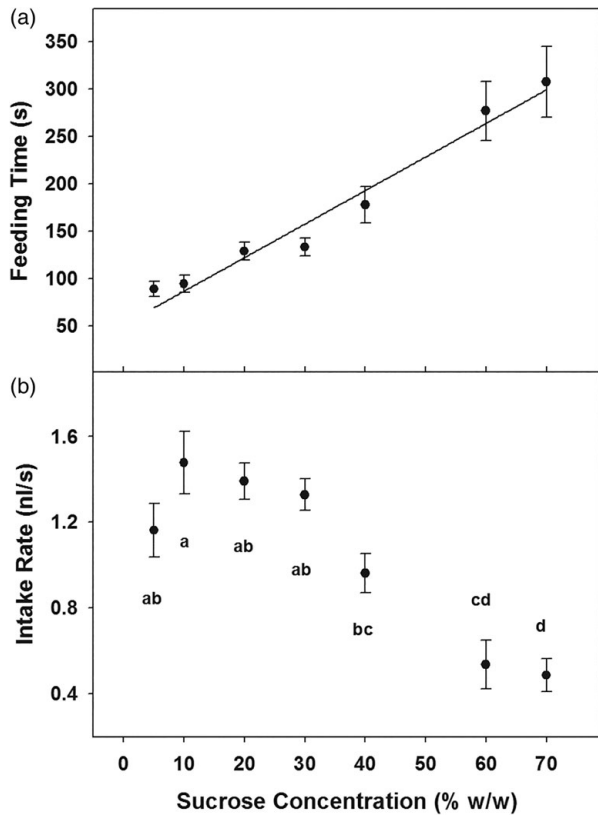 (a)
350
300
250
200
150
100
50
Feeding Time (s)
(b)
1.6
1.2
0.8
0.4
Intake Rate (nl/s)
ab
a
ab
ab
bc
cd
d
0 10 20 30 40 50 60 70
Sucrose Concentration (% w/w)